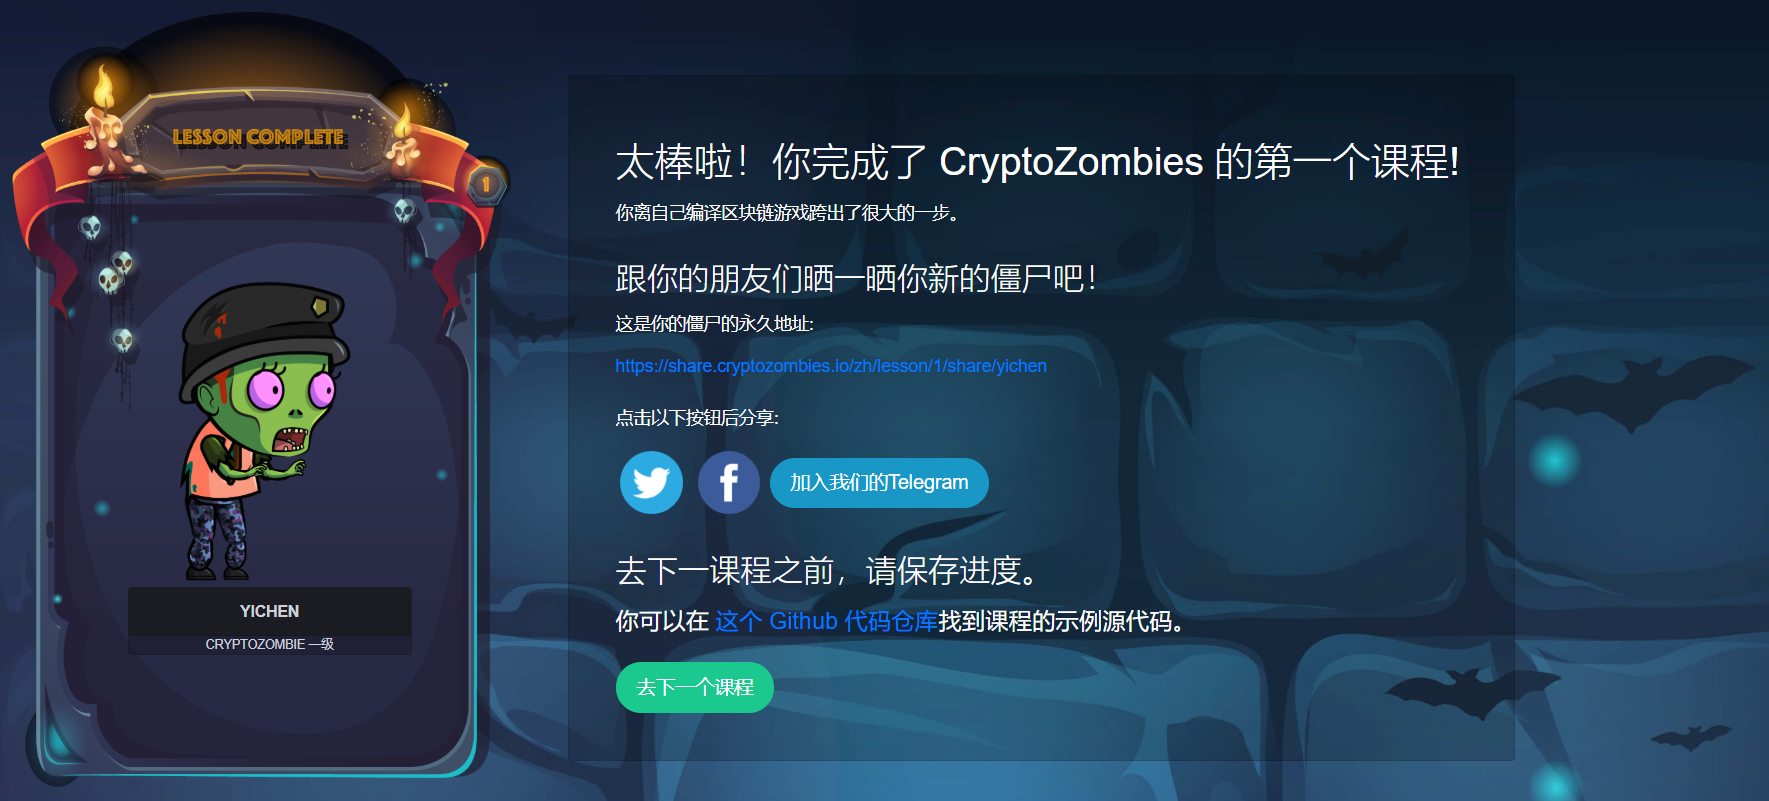 LESSON COMPLETE
1
YICHEN
CRYPTOZOMBIE 一级
太棒啦！你完成了 CryptoZombies 的第一个课程!
你离自己编译区块链游戏跨出了很大的一步。
跟你的朋友们晒一晒你新的僵尸吧！
这是你的僵尸的永久地址:
https://share.cryptozombies.io/zh/lesson/1/share/yichen
点击以下按钮后分享:
加入我们的Telegram
去下一课程之前，请保存进度。
你可以在 这个 Github 代码仓库找到课程的示例源代码。
去下一个课程